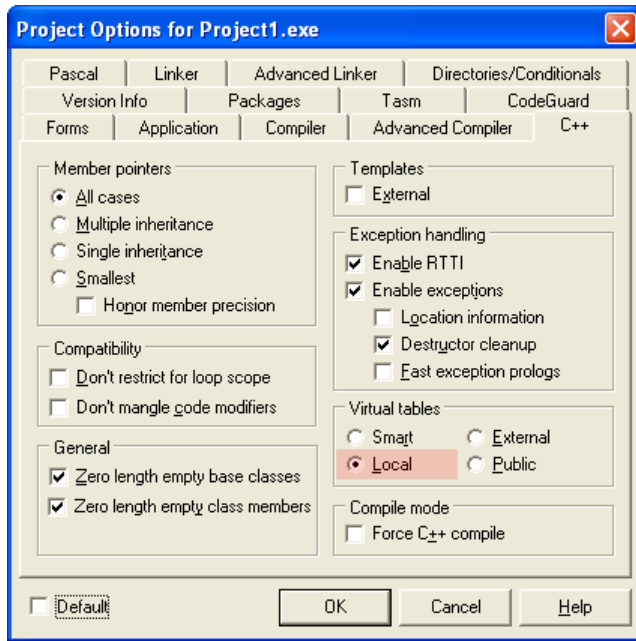 Project Options for Project1.exe
Pascal Linker Advanced Linker Directories/Conditionals
Version Info Packages Tasm CodeGuard
Forms Application Compiler Advanced Compiler C++
Member pointers
All cases
Multiple inheritance
Single inheritance
Smallest
Honor member precision
Compatibility
Don't restrict for loop scope
Don't mangle code modifiers
General
Zero length empty base classes
Zero length empty class members
Templates
External
Exception handling
Enable RTTI
Enable exceptions
Location information
Destructor cleanup
Fast exception prologs
Virtual tables
Smart External
Local Public
Compile mode
Force C++ compile
Default OK Cancel Help